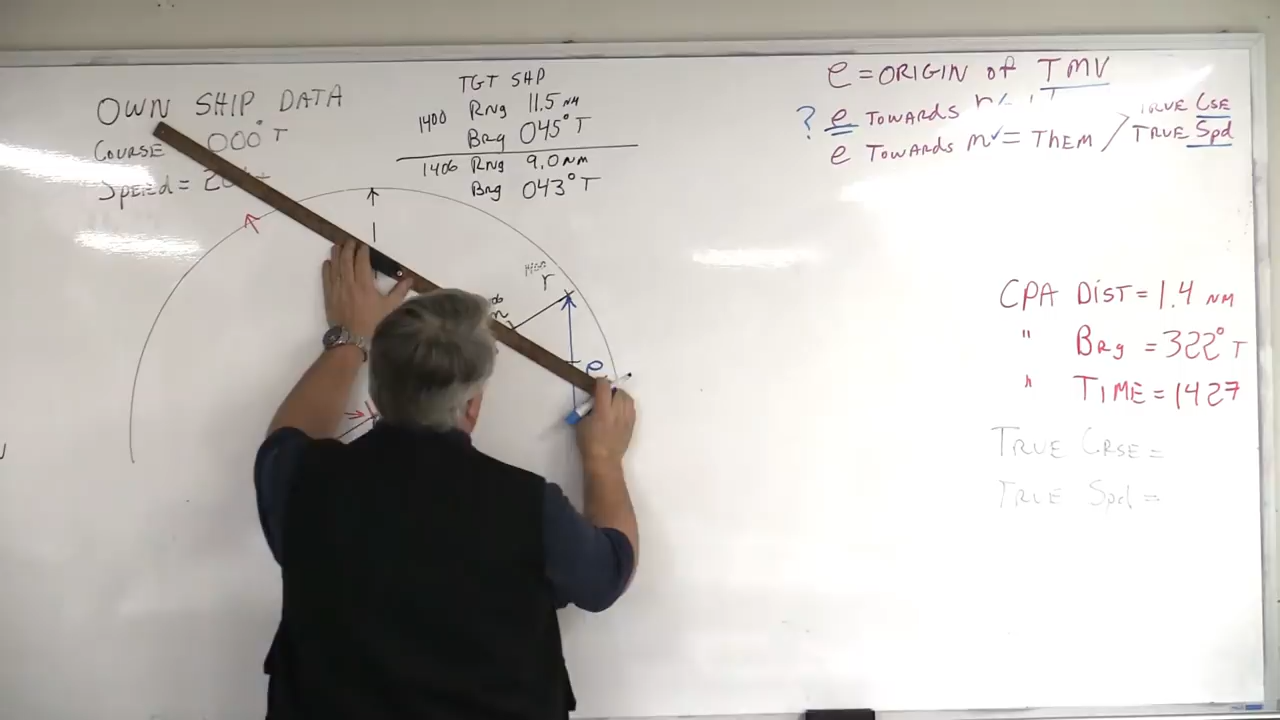 OWN SHIP DATA
COURSE 000° T
SPEED =
TGT SHP
1400 Rng 11.5 NM
Brg 045° T
1406 Rng 9.0 NM
Brg 043° T
e = ORIGIN of TMV
? e TOWARDS
TRUE CSE
e TOWARDS m = THEM / TRUE Spd
r
m
e
CPA DIST = 1.4 NM
" Brg = 322° T
" TIME = 1427
TRUE CRSE =
TRUE Spd =